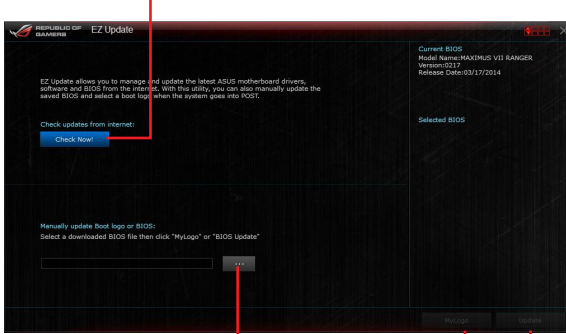 REPUBLIC OF
GAMERS
EZ Update
EZ Update allows you to manage and update the latest ASUS motherboard drivers,
software and BIOS from the internet. With this utility, you can also manually update the
saved BIOS and select a boot logo when the system goes into POST.
Check updates from internet:
Check Now!
Manually update Boot logo or BIOS:
Select a downloaded BIOS file then click "MyLogo" or "BIOS Update"
...
Current BIOS
Model Name:MAXIMUS VII RANGER
Version:0217
Release Date:03/17/2014
Selected BIOS
MyLogo
Update